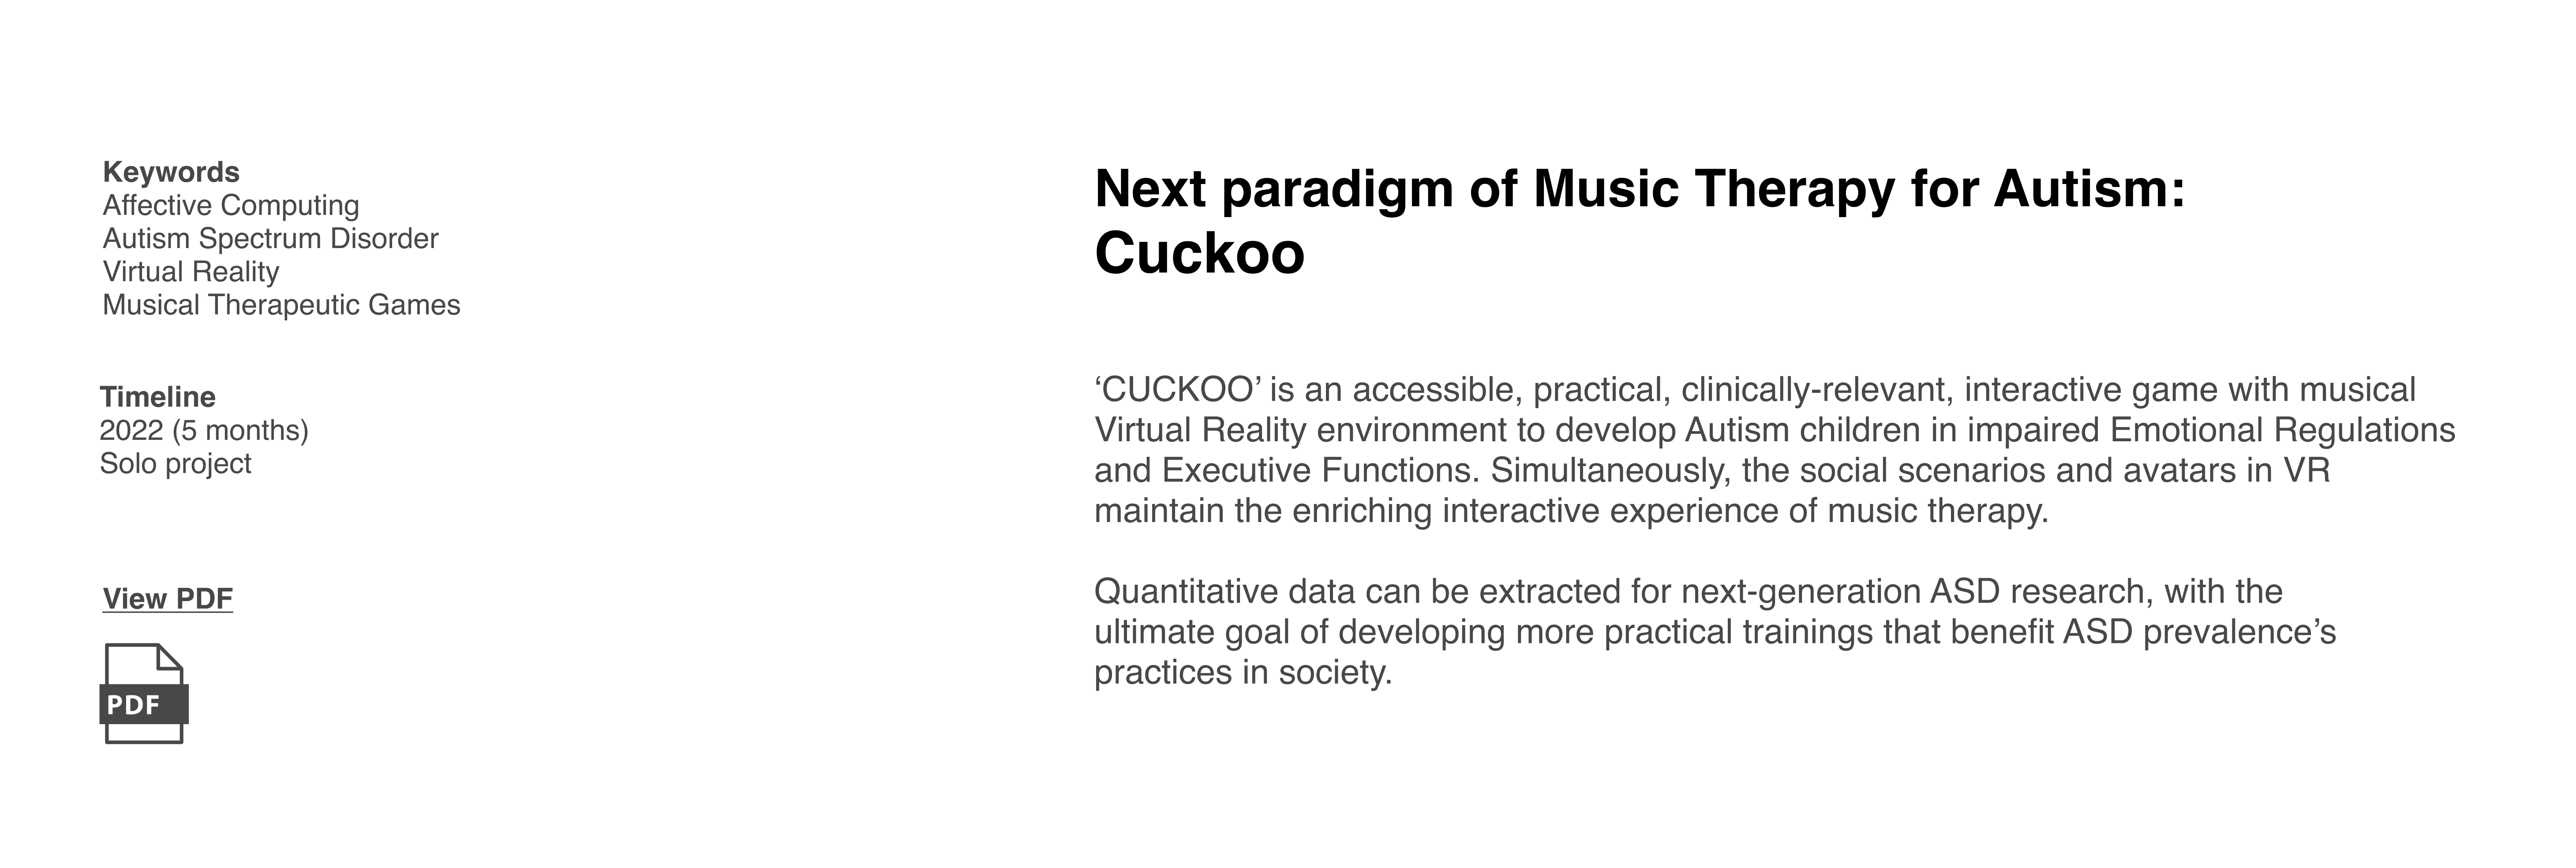 Keywords
Affective Computing
Autism Spectrum Disorder
Virtual Reality
Musical Therapeutic Games
Timeline
2022 (5 months)
Solo project
View PDF
PDF
Next paradigm of Music Therapy for Autism:
Cuckoo
‘CUCKOO’ is an accessible, practical, clinically-relevant, interactive game with musical
Virtual Reality environment to develop Autism children in impaired Emotional Regulations
and Executive Functions. Simultaneously, the social scenarios and avatars in VR
maintain the enriching interactive experience of music therapy.
Quantitative data can be extracted for next-generation ASD research, with the
ultimate goal of developing more practical trainings that benefit ASD prevalence’s
practices in society.